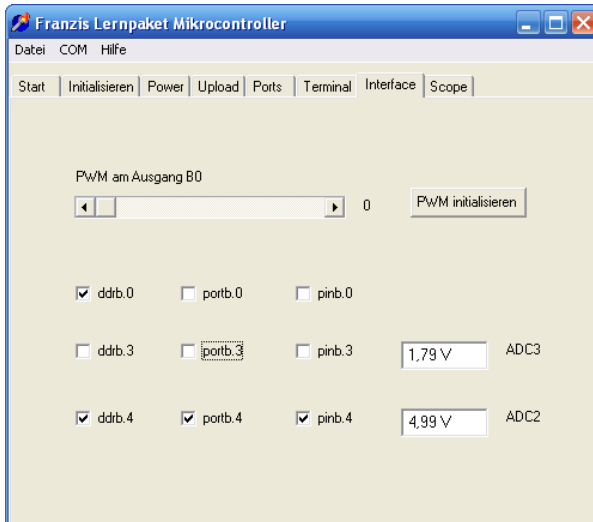 Franzis Lernpaket Mikrocontroller
Datei COM Hilfe
Start Initialisieren Power Upload Ports Terminal Interface Scope
PWM am Ausgang B0
0 PWM initialisieren
ddrb.0 portb.0 pinb.0
ddrb.3 portb.3 pinb.3 1,79 V ADC3
ddrb.4 portb.4 pinb.4 4,99 V ADC2